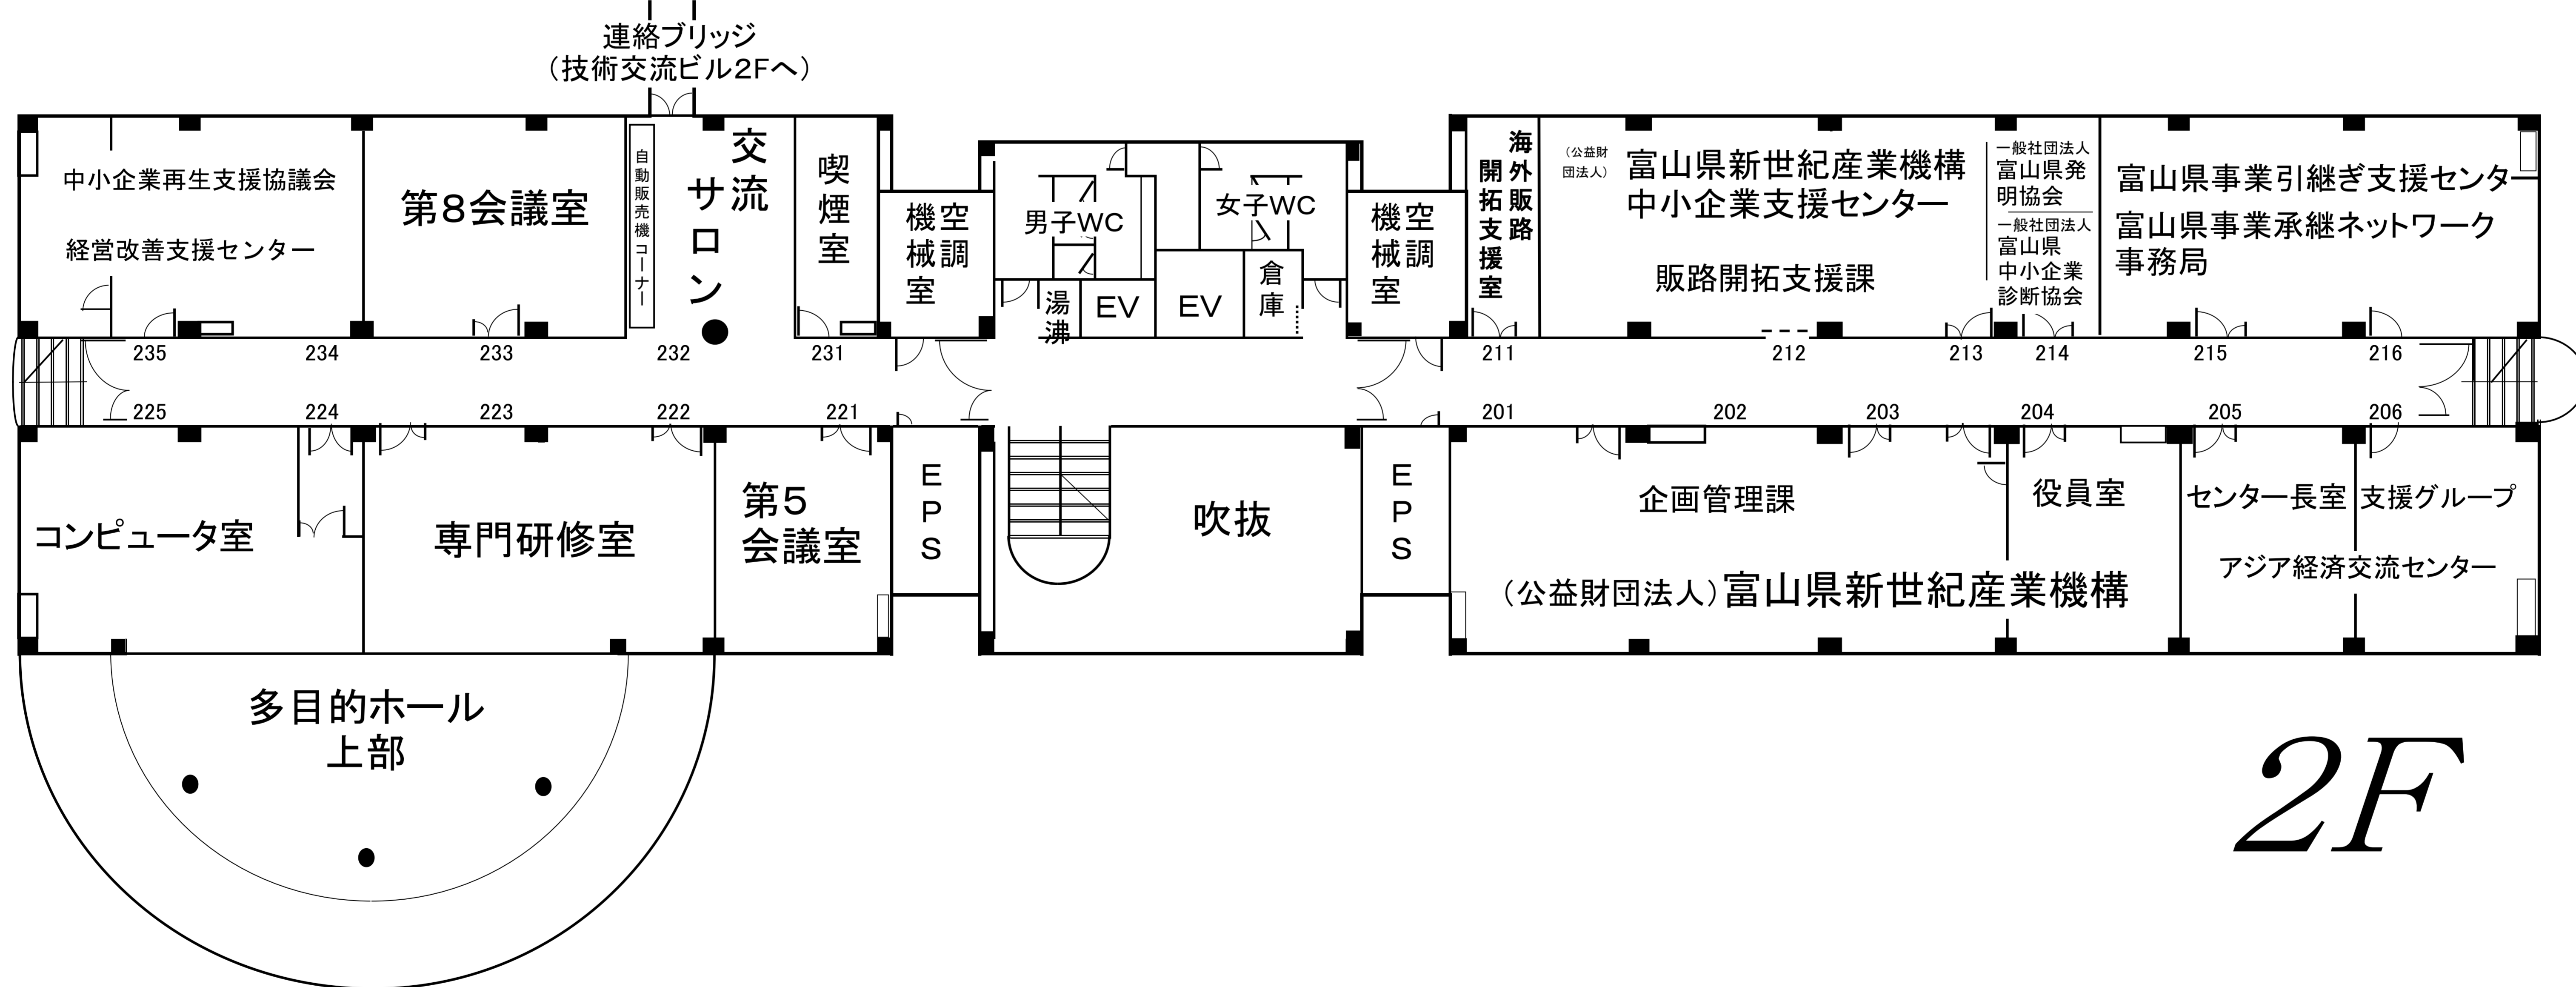 連絡ブリッジ
（技術交流ビル2Fへ）
中小企業再生支援協議会
経営改善支援センター
第8会議室
自動販売機コーナー
交流
サロン
喫煙室
空調
機械室
男子WC
女子WC
湯沸
EV
EV
倉庫
空調
機械室
海外販路
開拓支援室
（公益財
団法人）
富山県新世紀産業機構
中小企業支援センター
販路開拓支援課
一般社団法人
富山県発
明協会
一般社団法人
富山県
中小企業
診断協会
富山県事業引継ぎ支援センター
富山県事業承継ネットワーク
事務局
235
234
233
232
231
211
212
213
214
215
216
225
224
223
222
221
201
202
203
204
205
206
コンピュータ室
専門研修室
第5
会議室
EPS
吹抜
EPS
企画管理課
役員室
センター長室
支援グループ
アジア経済交流センター
（公益財団法人）富山県新世紀産業機構
多目的ホール
上部
2F